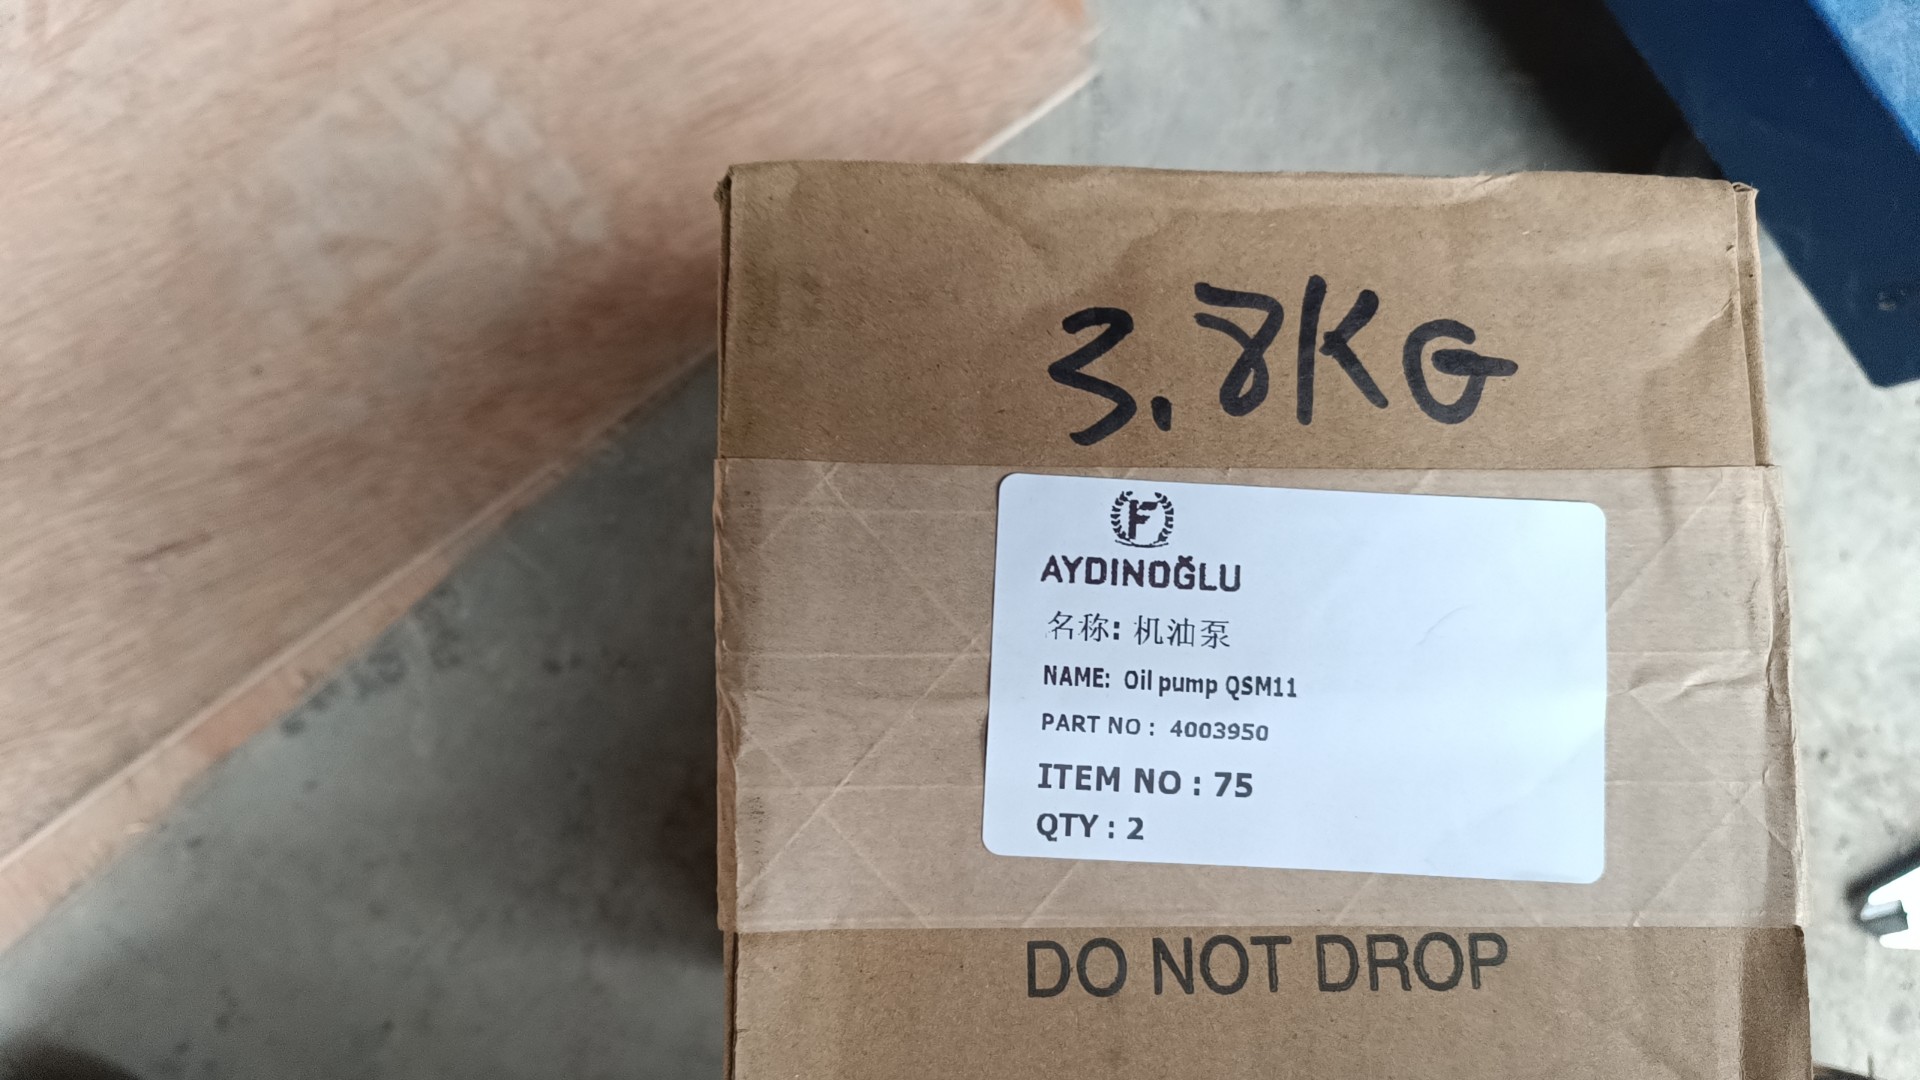 3.8KG
F
AYDINOĞLU
名称: 机油泵
NAME: Oil pump QSM11
PART NO : 4003950
ITEM NO : 75
QTY : 2
DO NOT DROP